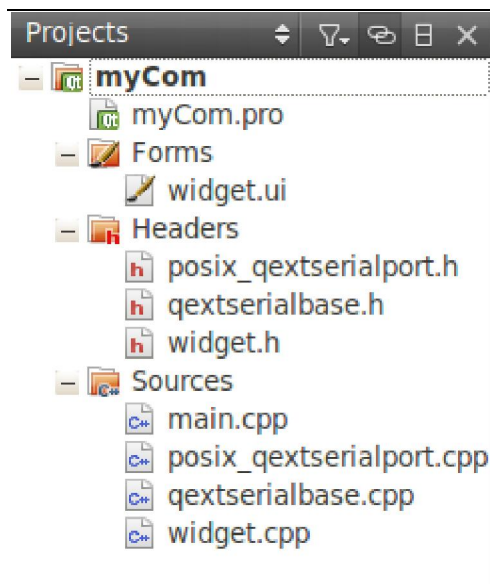 Projects
myCom
myCom.pro
Forms
widget.ui
Headers
posix_qextserialport.h
qextserialbase.h
widget.h
Sources
main.cpp
posix_qextserialport.cpp
qextserialbase.cpp
widget.cpp